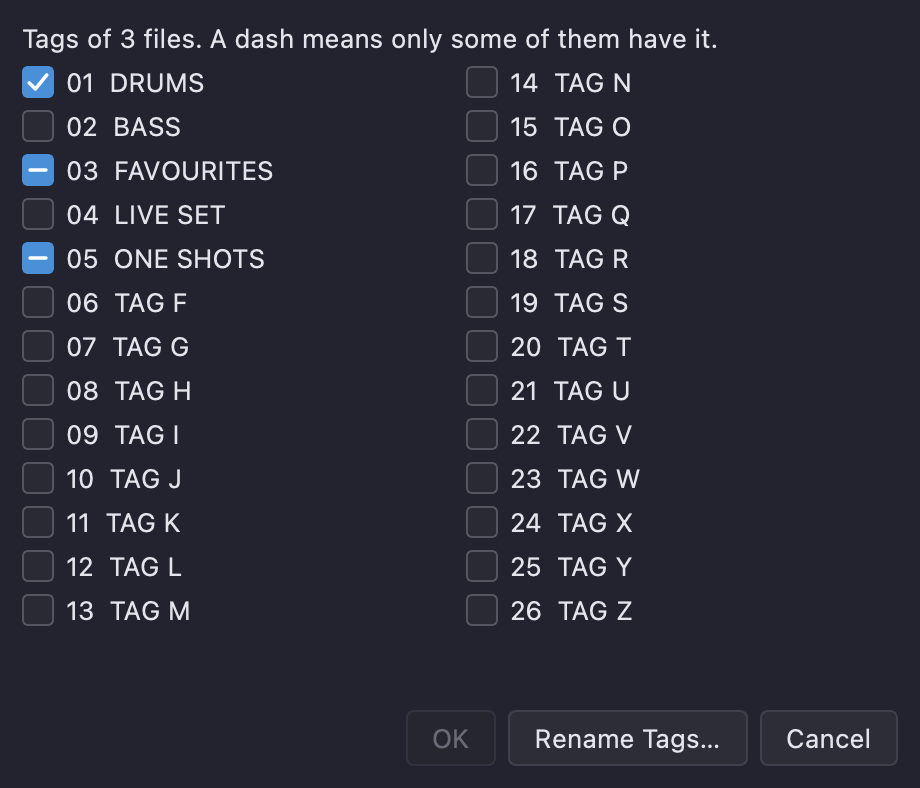 Tags of 3 files. A dash means only some of them have it.
01 DRUMS
02 BASS
03 FAVOURITES
04 LIVE SET
05 ONE SHOTS
06 TAG F
07 TAG G
08 TAG H
09 TAG I
10 TAG J
11 TAG K
12 TAG L
13 TAG M
14 TAG N
15 TAG O
16 TAG P
17 TAG Q
18 TAG R
19 TAG S
20 TAG T
21 TAG U
22 TAG V
23 TAG W
24 TAG X
25 TAG Y
26 TAG Z
OK
Rename Tags...
Cancel